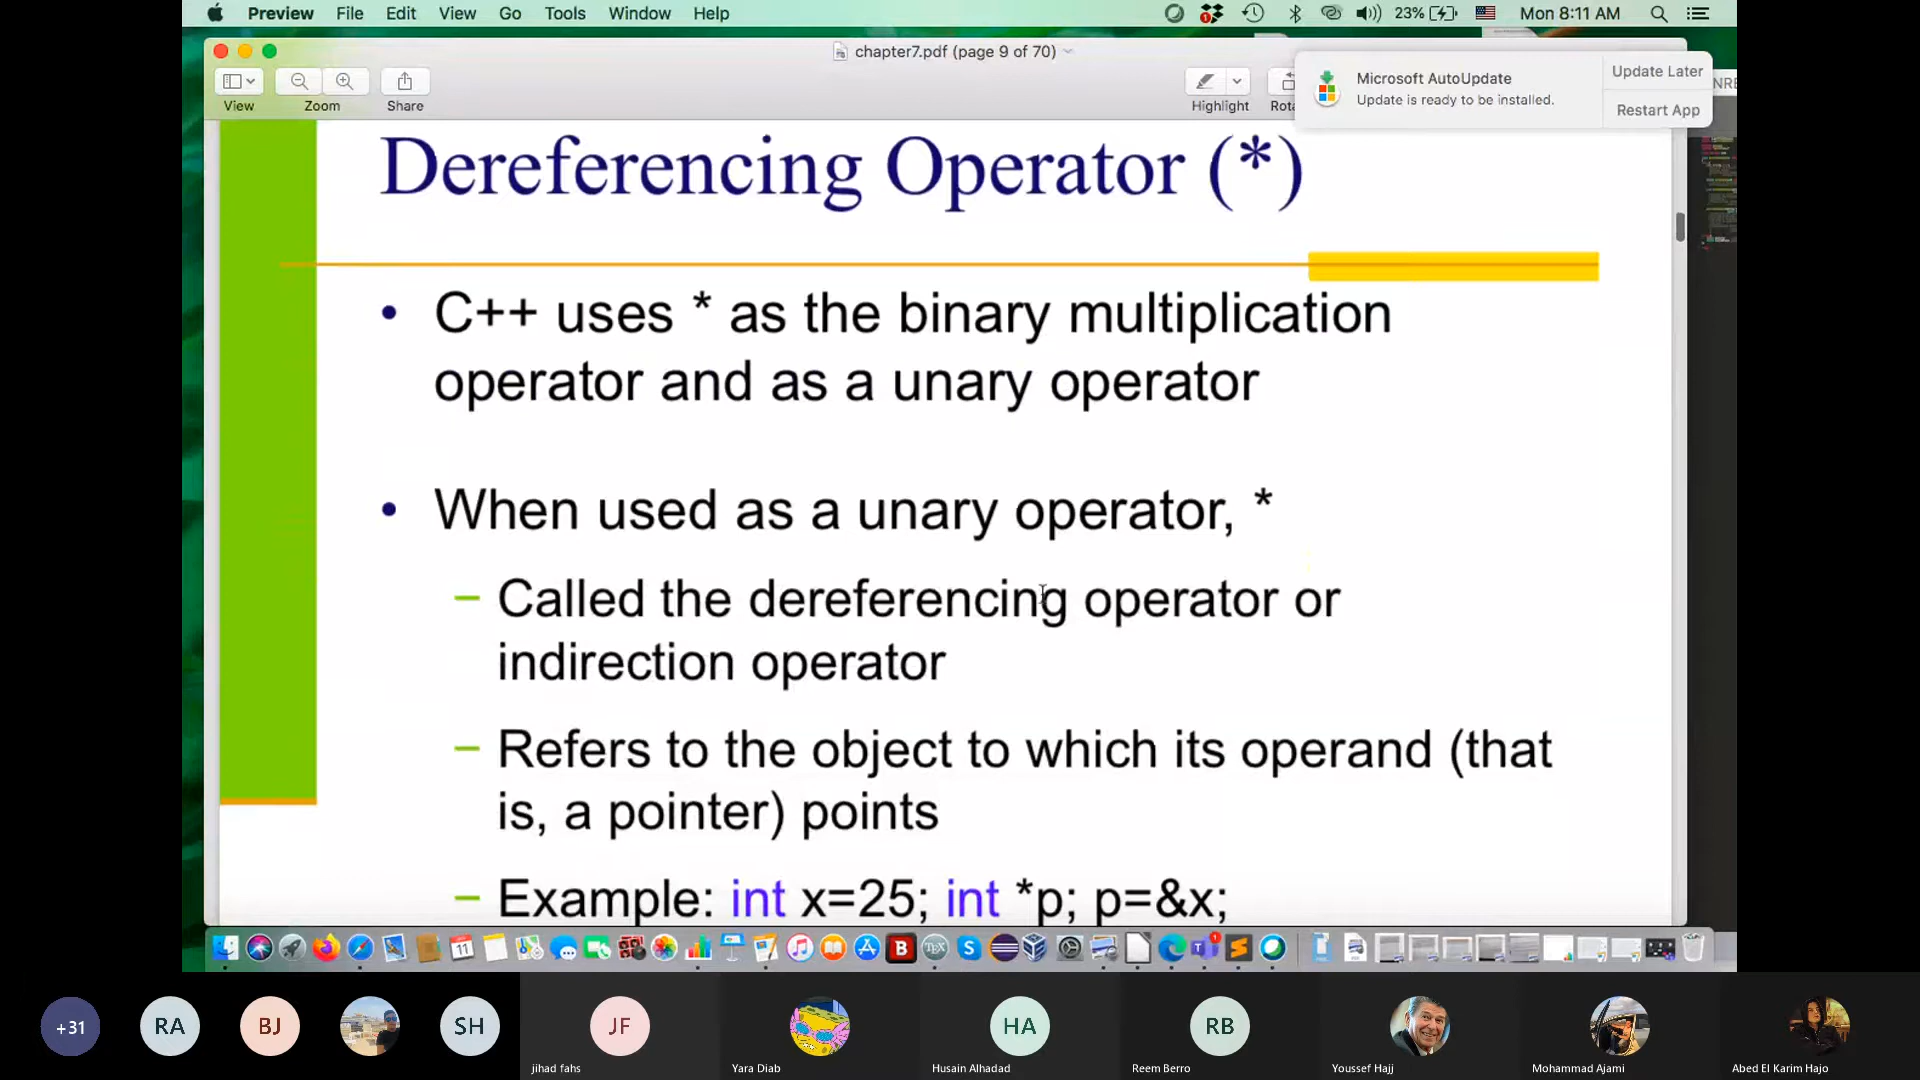 Preview File Edit View Go Tools Window Help
23% Mon 8:11 AM
chapter7.pdf (page 9 of 70)
View Zoom Share Highlight
Microsoft AutoUpdate
Update is ready to be installed.
Update Later
Restart App
Dereferencing Operator (*)
• C++ uses * as the binary multiplication
operator and as a unary operator
• When used as a unary operator, *
– Called the dereferencing operator or
indirection operator
– Refers to the object to which its operand (that
is, a pointer) points
– Example: int x=25; int *p; p=&x;
+31 RA BJ SH JF HA RB
jihad fahs Yara Diab Husain Alhadad Reem Berro Youssef Hajj Mohammad Ajami Abed El Karim Hajo